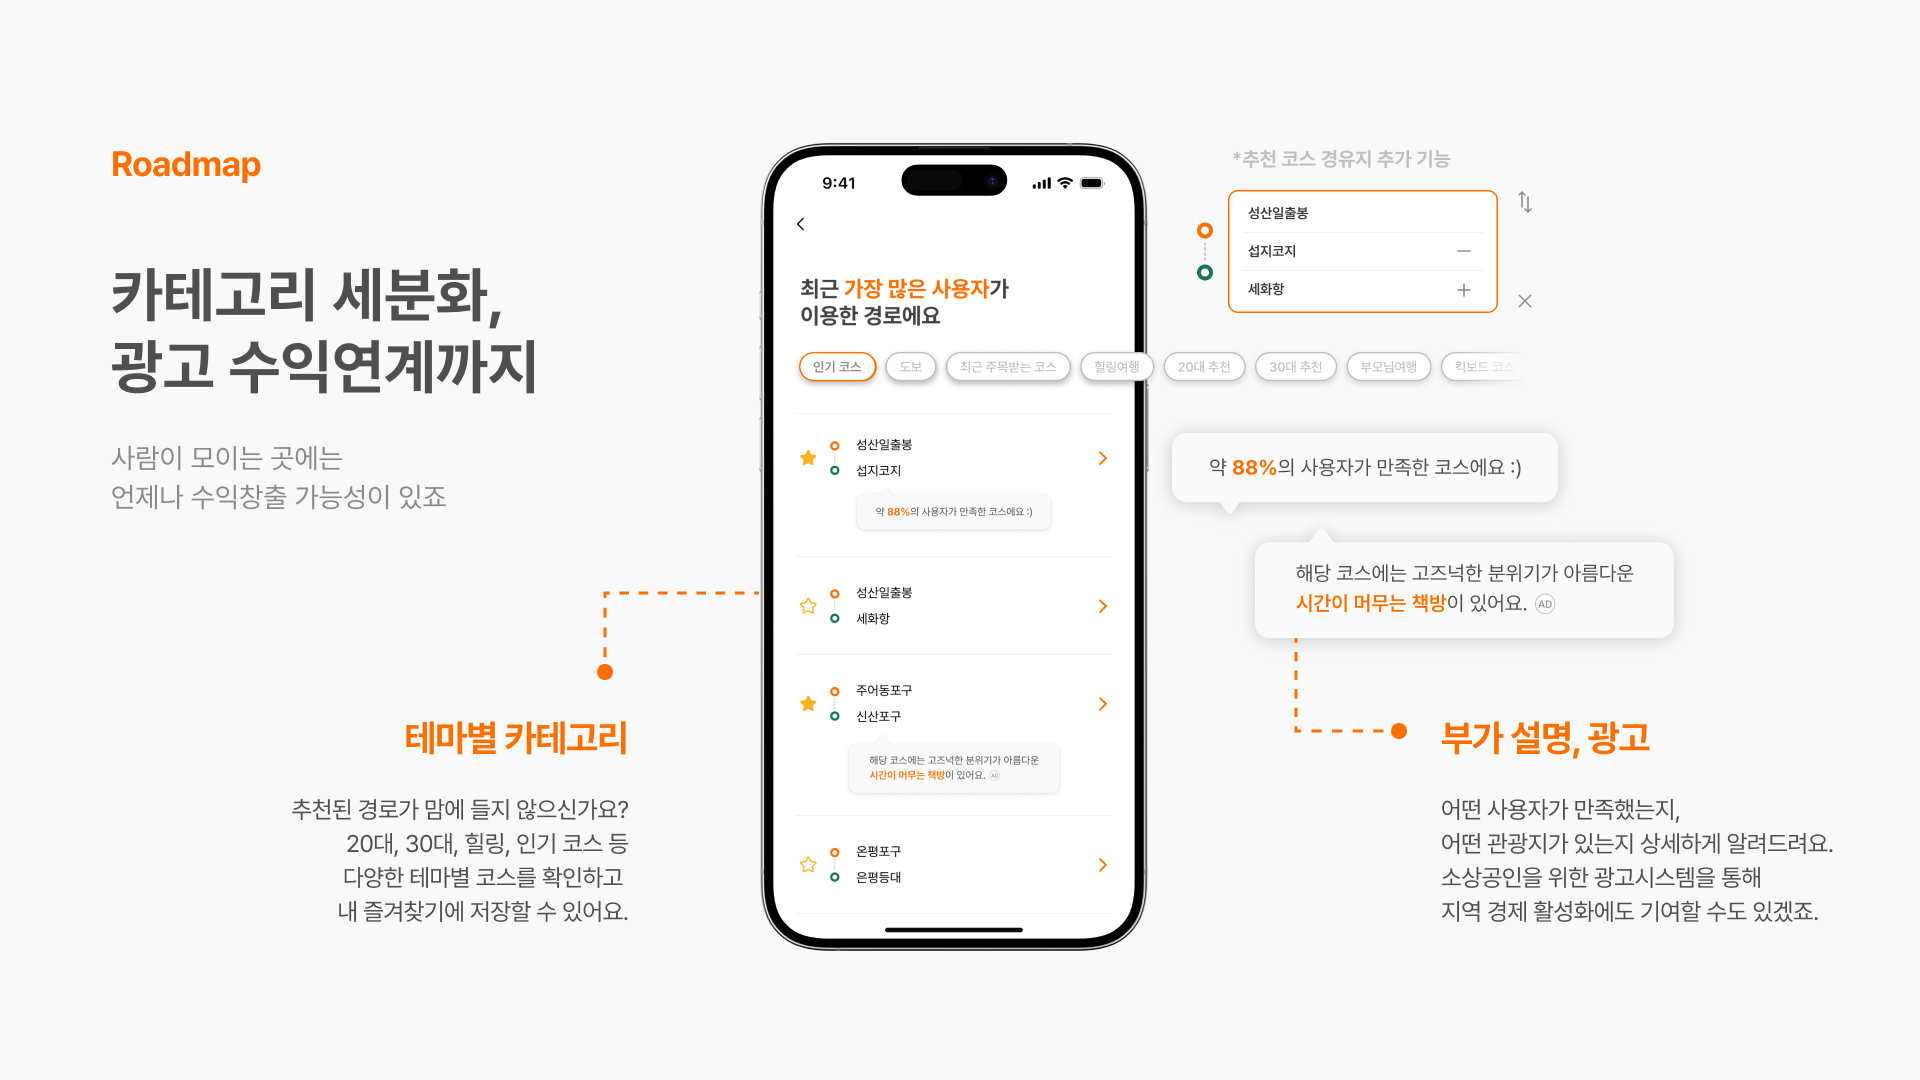 Roadmap
카테고리 세분화,
광고 수익연계까지
사람이 모이는 곳에는
언제나 수익창출 가능성이 있죠
테마별 카테고리
추천된 경로가 맘에 들지 않으신가요?
20대, 30대, 힐링, 인기 코스 등
다양한 테마별 코스를 확인하고
내 즐겨찾기에 저장할 수 있어요.
9:41
최근 가장 많은 사용자가
이용한 경로에요
인기 코스 도보 최근 주목받는 코스 힐링여행 20대 추천 30대 추천 부모님여행 킥보드 코스
성산일출봉
섭지코지
약 88%의 사용자가 만족한 코스에요 :)
성산일출봉
세화항
주어동포구
신산포구
해당 코스에는 고즈넉한 분위기가 아름다운
시간이 머무는 책방이 있어요. AD
온평포구
은평등대
*추천 코스 경유지 추가 기능
성산일출봉
섭지코지
세화항
약 88%의 사용자가 만족한 코스에요 :)
해당 코스에는 고즈넉한 분위기가 아름다운
시간이 머무는 책방이 있어요. AD
부가 설명, 광고
어떤 사용자가 만족했는지,
어떤 관광지가 있는지 상세하게 알려드려요.
소상공인을 위한 광고시스템을 통해
지역 경제 활성화에도 기여할 수도 있겠죠.